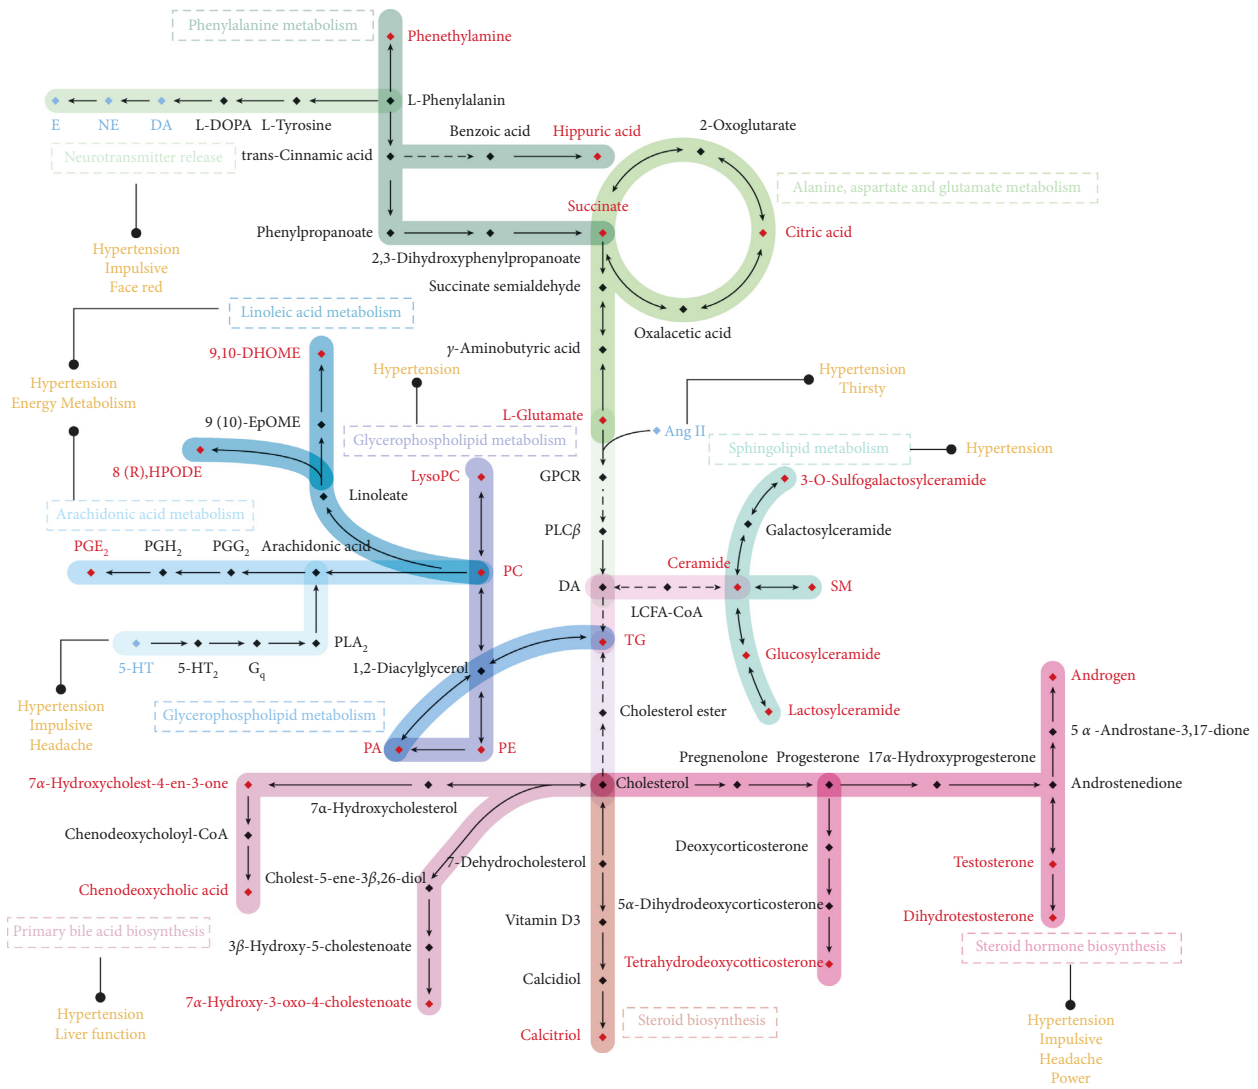 Phenylalanine metabolism
Phenethylamine
L-Phenylalanin
E
NE
DA
L-DOPA
L-Tyrosine
Neurotransmitter release
trans-Cinnamic acid
Benzoic acid
Hippuric acid
2-Oxoglutarate
Alanine, aspartate and glutamate metabolism
Succinate
Citric acid
Phenylpropanoate
2,3-Dihydroxyphenylpropanoate
Hypertension
Impulsive
Face red
Succinate semialdehyde
Oxalacetic acid
Linoleic acid metabolism
9,10-DHOME
γ-Aminobutyric acid
Hypertension
Hypertension
Thirsty
Hypertension
Energy Metabolism
9 (10)-EpOME
L-Glutamate
Ang II
Glycerophospholipid metabolism
Sphingolipid metabolism
Hypertension
8 (R),HPODE
LysoPC
GPCR
3-O-Sulfogalactosylceramide
Linoleate
Arachidonic acid metabolism
PLCβ
Galactosylceramide
PGE2
PGH2
PGG2
Arachidonic acid
PC
DA
Ceramide
LCFA-CoA
SM
5-HT
5-HT2
Gq
PLA2
TG
1,2-Diacylglycerol
Glucosylceramide
Androgen
Hypertension
Impulsive
Headache
Glycerophospholipid metabolism
Cholesterol ester
Lactosylceramide
5 α -Androstane-3,17-dione
PA
PE
Pregnenolone
Progesterone
17α-Hydroxyprogesterone
7α-Hydroxycholest-4-en-3-one
7α-Hydroxycholesterol
Cholesterol
Androstenedione
Chenodeoxycholoyl-CoA
Deoxycorticosterone
7-Dehydrocholesterol
Testosterone
Chenodeoxycholic acid
Cholest-5-ene-3β,26-diol
5α-Dihydrodeoxycorticosterone
Dihydrotestosterone
Primary bile acid biosynthesis
Vitamin D3
3β-Hydroxy-5-cholestenoate
Steroid hormone biosynthesis
Tetrahydrodeoxycotticosterone
Calcidiol
7α-Hydroxy-3-oxo-4-cholestenoate
Hypertension
Liver function
Steroid biosynthesis
Calcitriol
Hypertension
Impulsive
Headache
Power